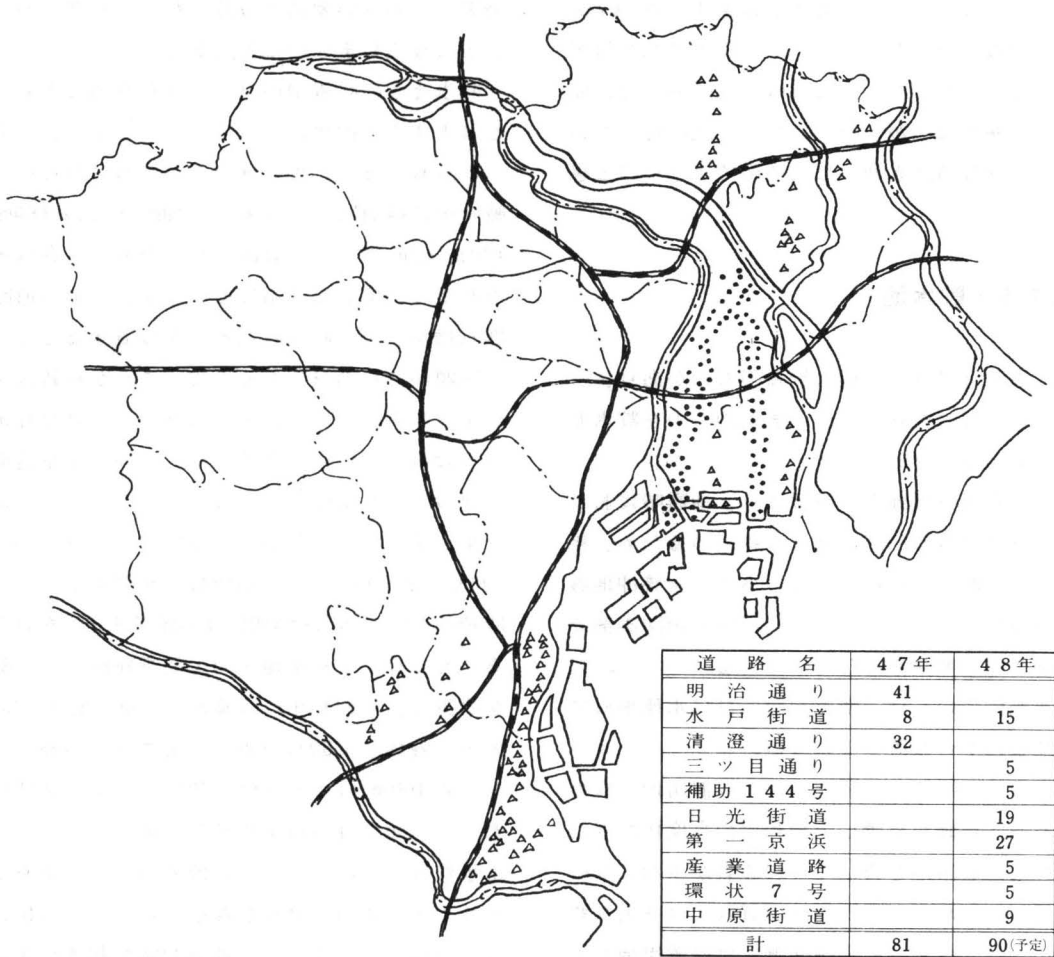 道路名 47年 48年
明治通り 41
水戸街道 8 15
清澄通り 32
三ツ目通り 5
補助144号 5
日光街道 19
第一京浜 27
産業道路 5
環状7号 5
中原街道 9
計 81 90(予定)